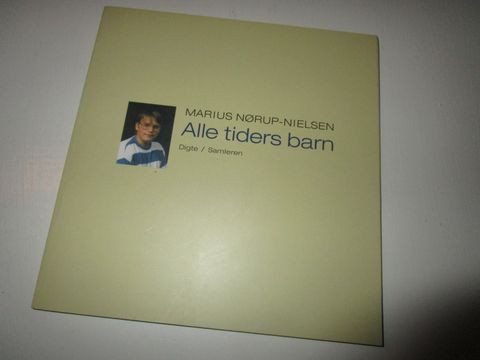 MARIUS NØRUP-NIELSEN
Alle tiders barn
Digte / Samleren